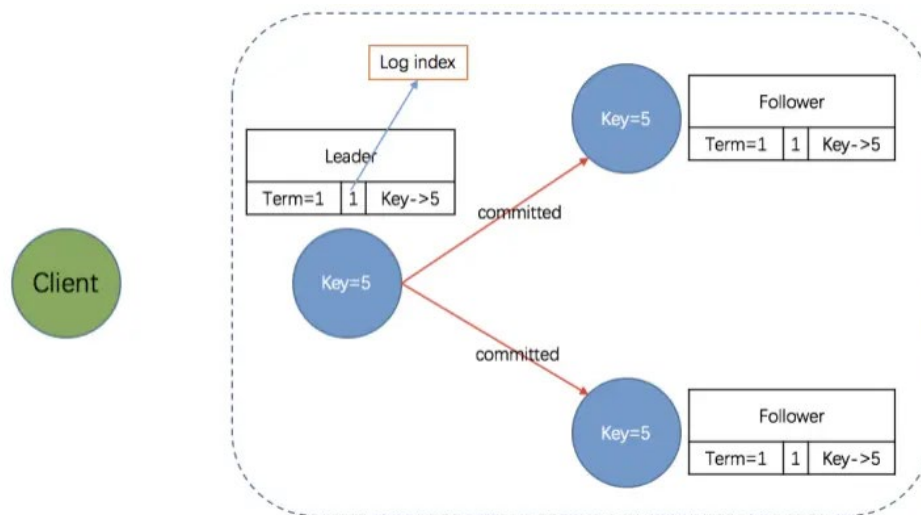 Log index
Leader
Term=1 1 Key->5
Client
Key=5
committed
committed
Key=5
Follower
Term=1 1 Key->5
Key=5
Follower
Term=1 1 Key->5